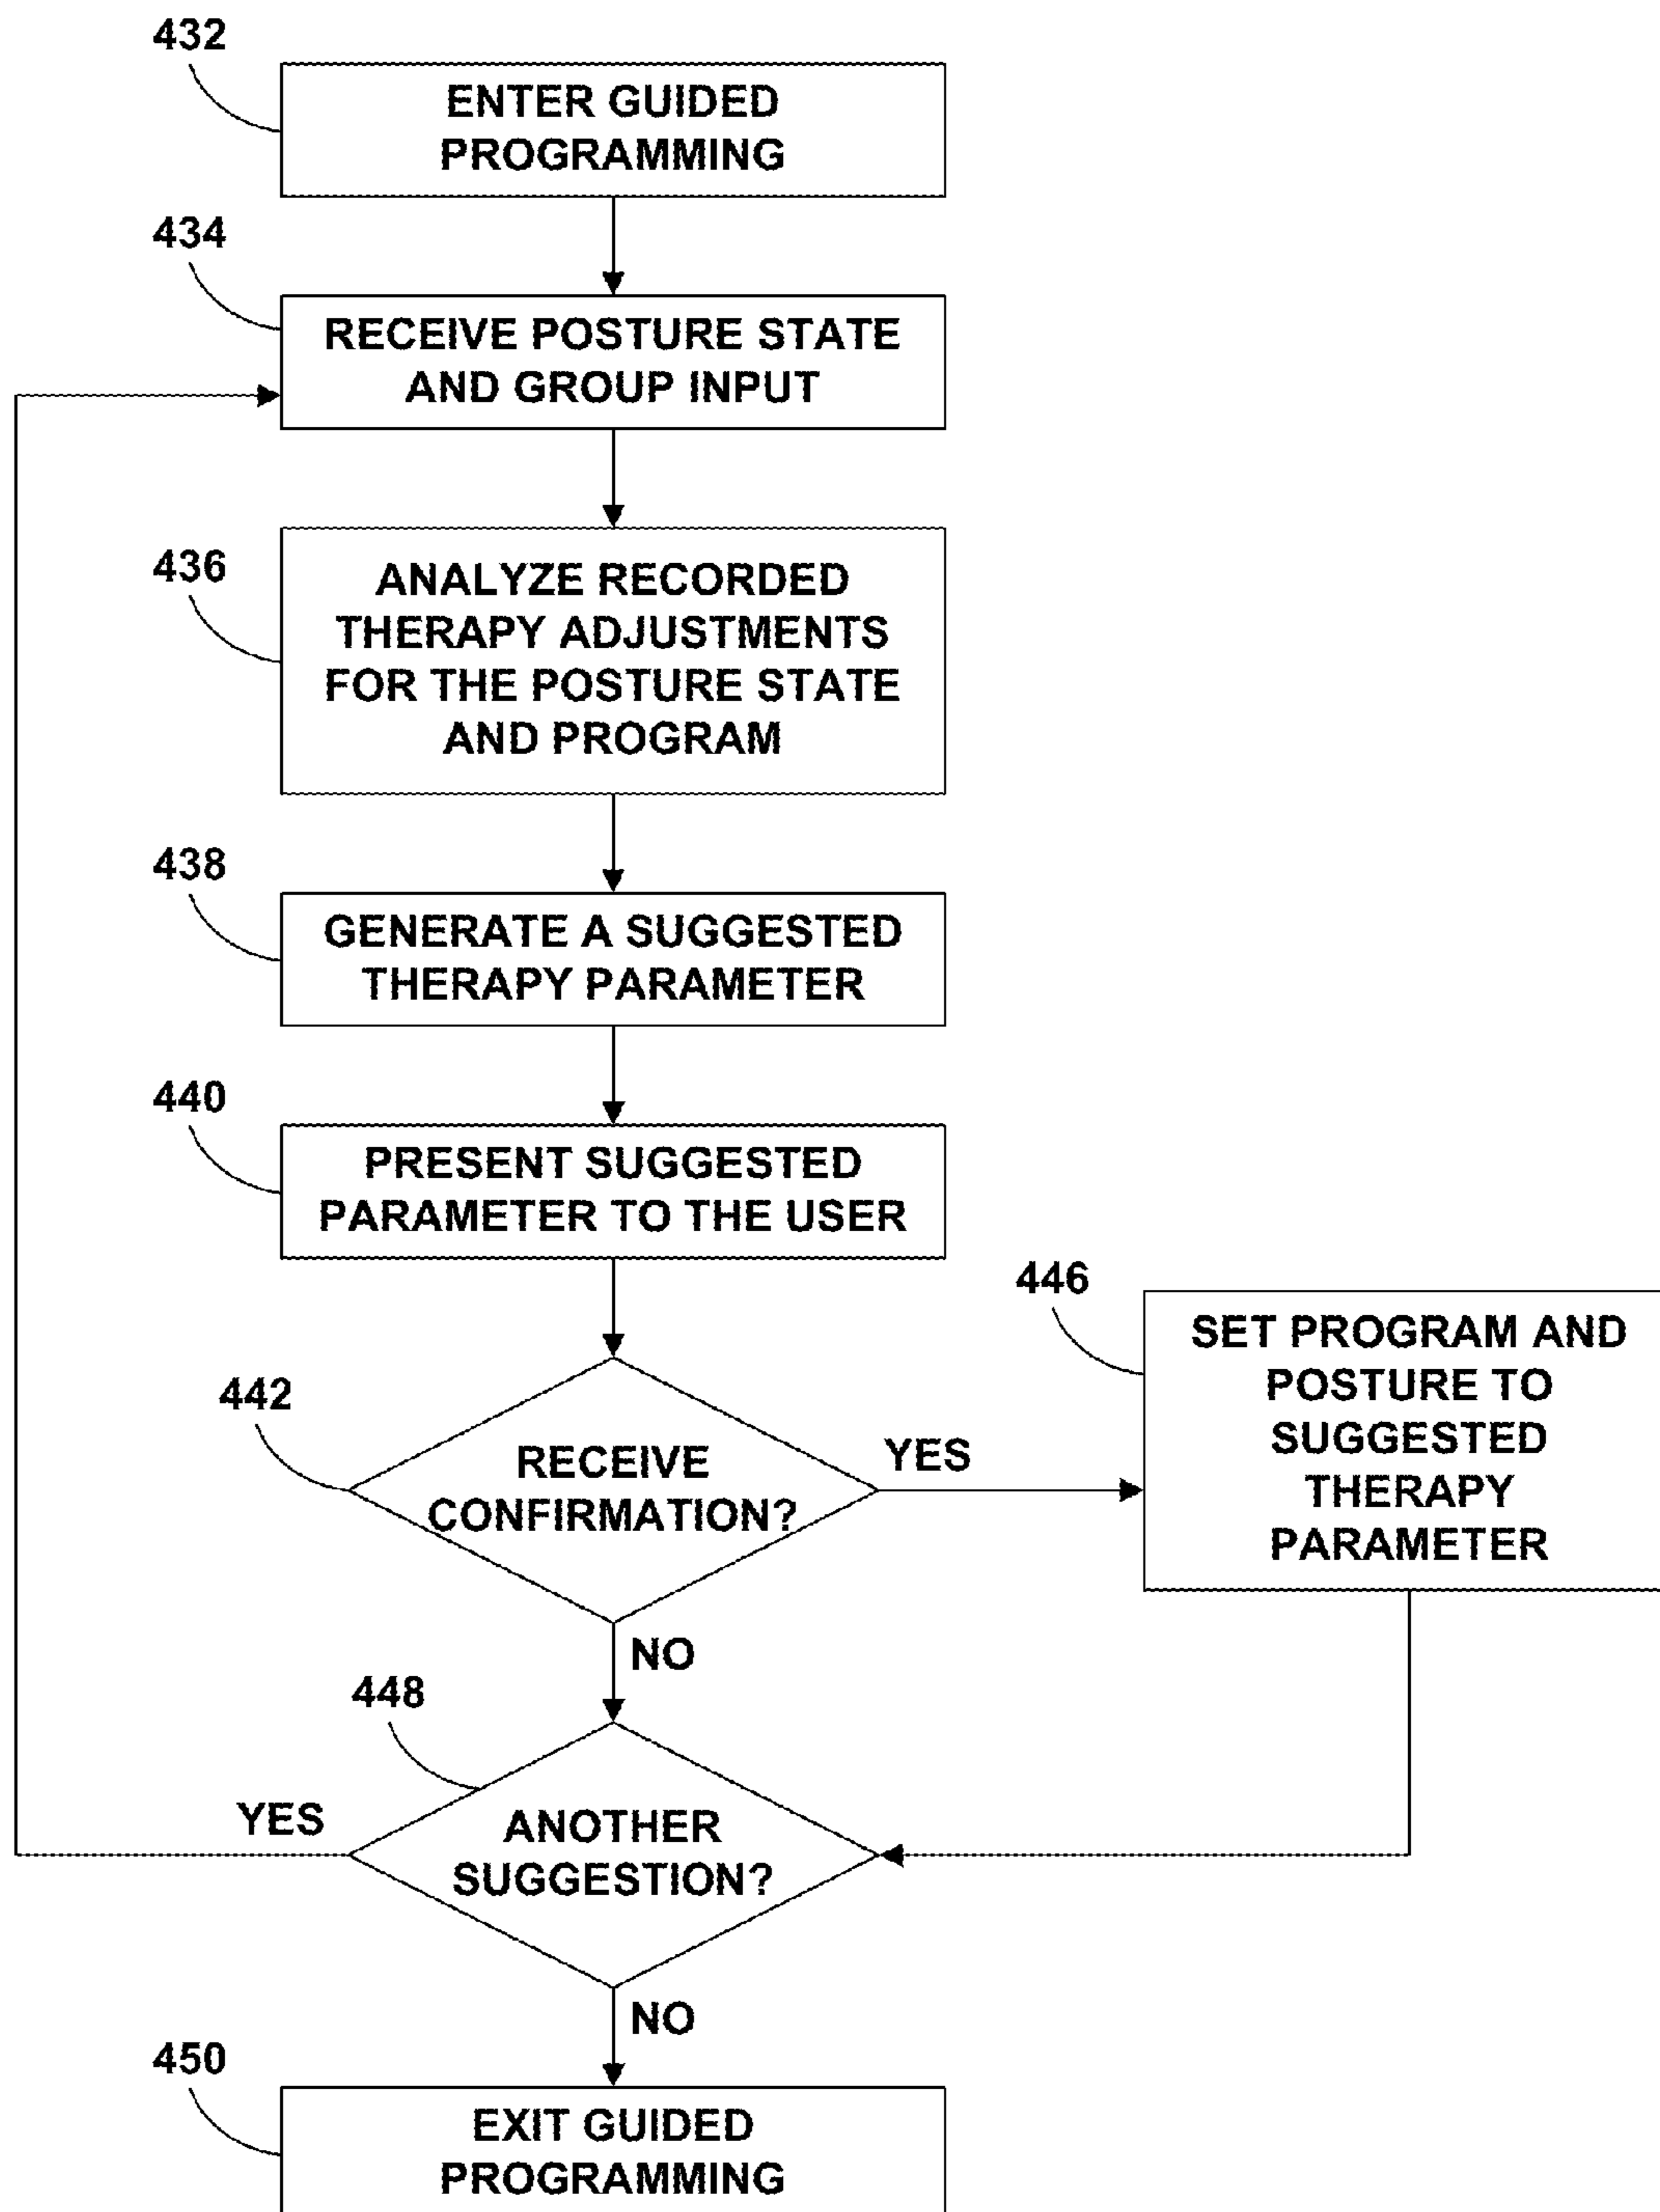 432
ENTER GUIDED
PROGRAMMING
434
RECEIVE POSTURE STATE
AND GROUP INPUT
436
ANALYZE RECORDED
THERAPY ADJUSTMENTS
FOR THE POSTURE STATE
AND PROGRAM
438
GENERATE A SUGGESTED
THERAPY PARAMETER
440
PRESENT SUGGESTED
PARAMETER TO THE USER
442
RECEIVE
CONFIRMATION?
YES
446
SET PROGRAM AND
POSTURE TO
SUGGESTED
THERAPY
PARAMETER
NO
448
ANOTHER
SUGGESTION?
YES
NO
450
EXIT GUIDED
PROGRAMMING